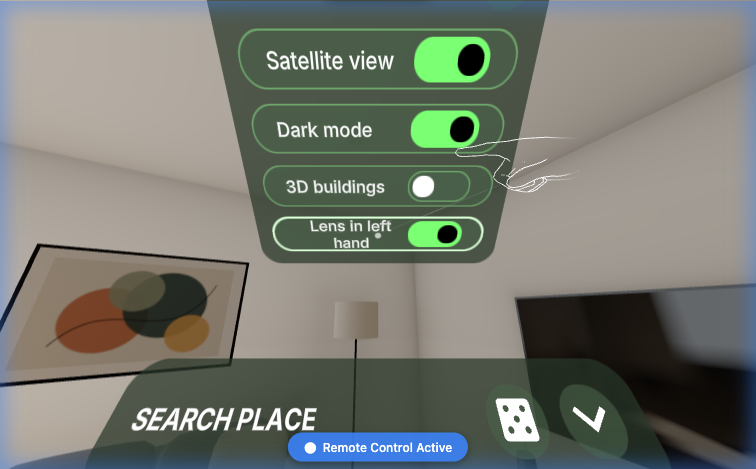 Satellite view
Dark mode
3D buildings
Lens in left
hand
SEARCH PLACE
Remote Control Active